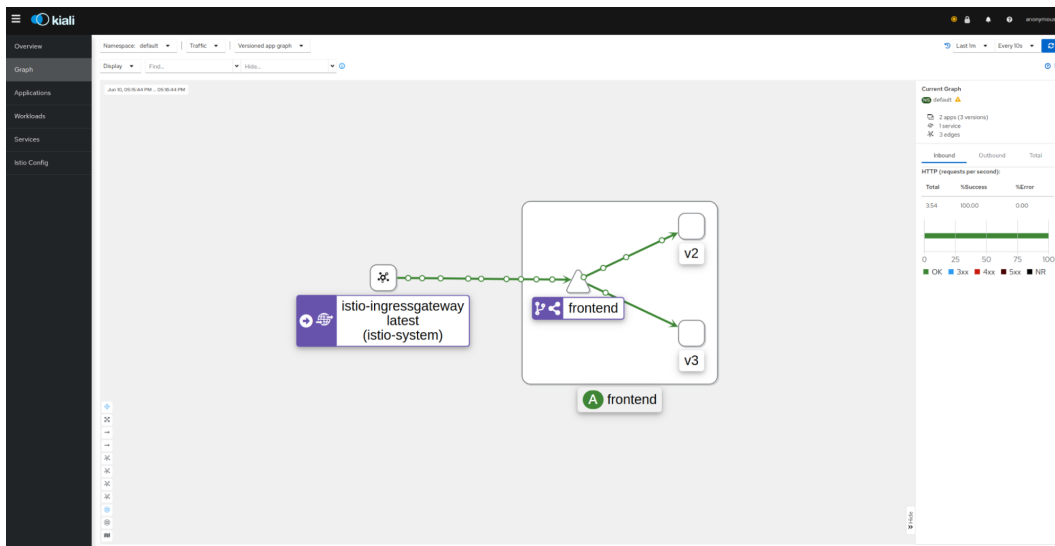 kiali
anonymous
Overview
Graph
Applications
Workloads
Services
Istio Config
Namespace: default
Traffic
Versioned app graph
Last 1m
Every 10s
Display
Find...
Hide...
Jun 10, 05:15:44 PM ... 05:16:44 PM
istio-ingressgateway
latest
(istio-system)
v2
frontend
v3
A frontend
Hide
Current Graph
NS default
2 apps (3 versions)
1 service
3 edges
Inbound Outbound Total
HTTP (requests per second):
Total %Success %Error
3.54 100.00 0.00
0 25 50 75 100
OK 3xx 4xx 5xx NR